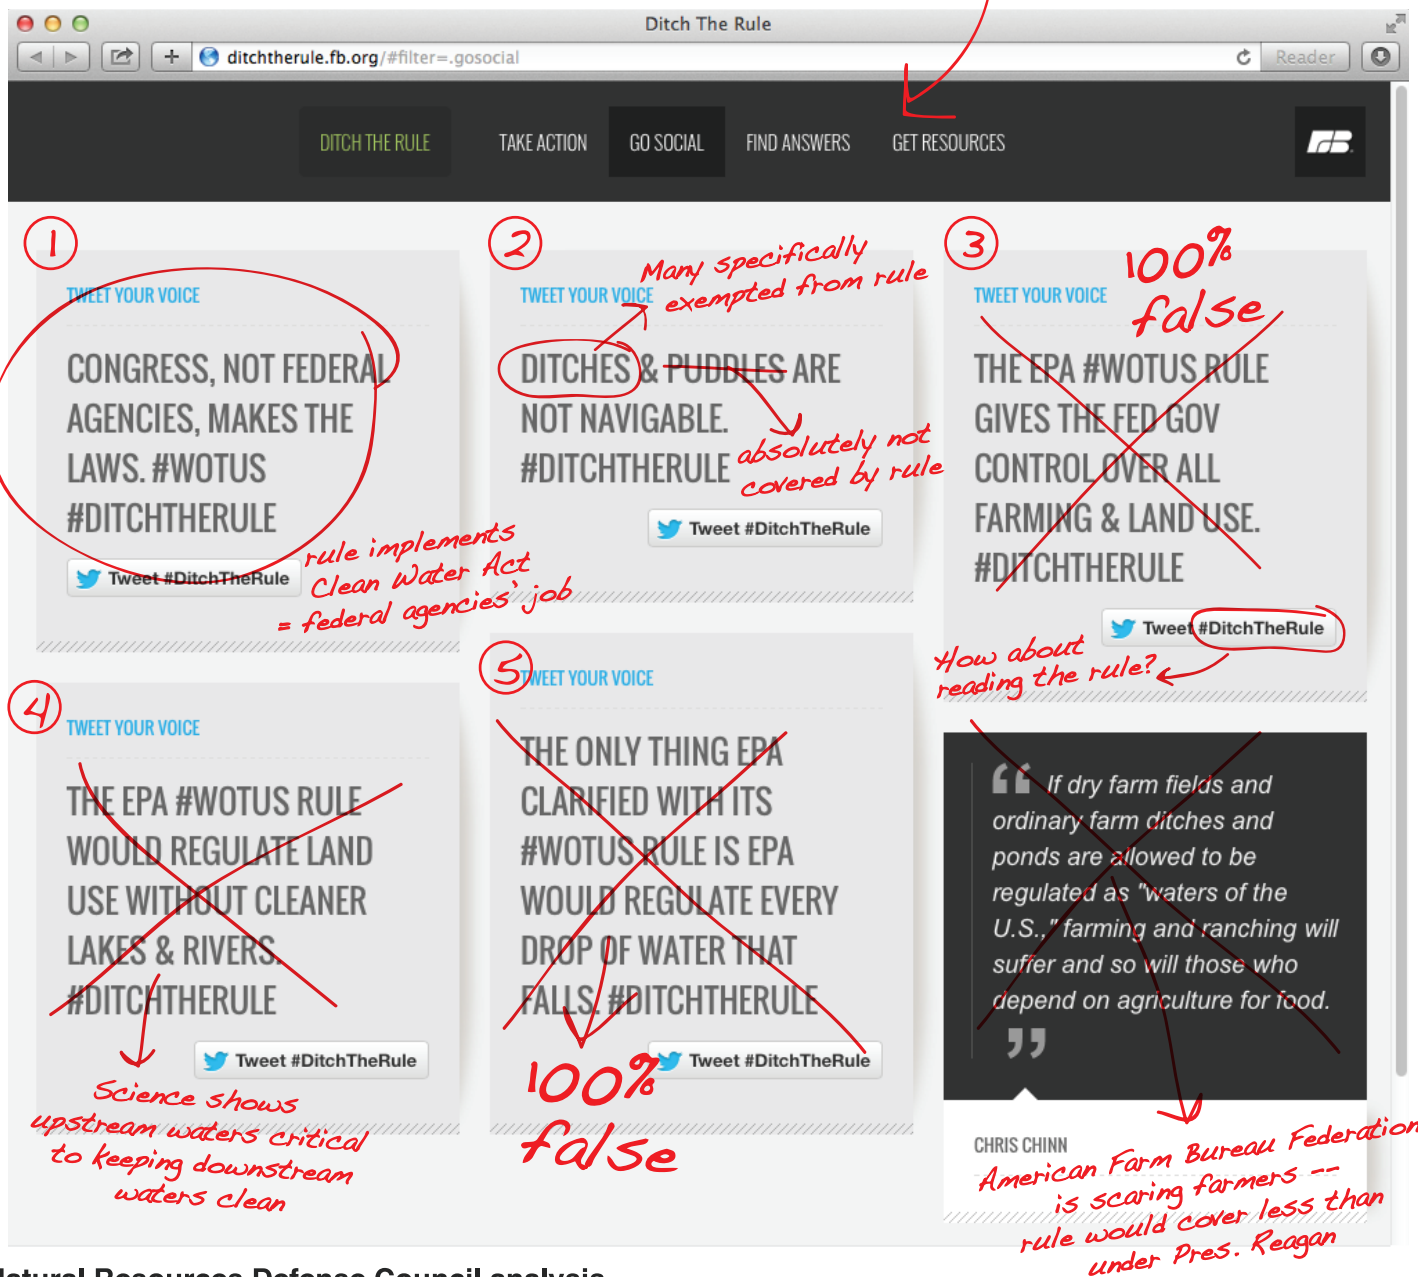 Ditch The Rule
ditchtherule.fb.org/#filter=.gosocial
Reader
DITCH THE RULE
TAKE ACTION
GO SOCIAL
FIND ANSWERS
GET RESOURCES
FB
1
TWEET YOUR VOICE
CONGRESS, NOT FEDERAL
AGENCIES, MAKES THE
LAWS. #WOTUS
#DITCHTHERULE
Tweet #DitchTheRule
rule implements
Clean Water Act
= federal agencies' job
2
TWEET YOUR VOICE
Many specifically
exempted from rule
DITCHES & PUDDLES ARE
NOT NAVIGABLE.
#DITCHTHERULE
absolutely not
covered by rule
Tweet #DitchTheRule
3
100%
false
TWEET YOUR VOICE
THE EPA #WOTUS RULE
GIVES THE FED GOV
CONTROL OVER ALL
FARMING & LAND USE.
#DITCHTHERULE
Tweet #DitchTheRule
How about
reading the rule?
4
TWEET YOUR VOICE
THE EPA #WOTUS RULE
WOULD REGULATE LAND
USE WITHOUT CLEANER
LAKES & RIVERS.
#DITCHTHERULE
Tweet #DitchTheRule
Science shows
upstream waters critical
to keeping downstream
waters clean
5
TWEET YOUR VOICE
THE ONLY THING EPA
CLARIFIED WITH ITS
#WOTUS RULE IS EPA
WOULD REGULATE EVERY
DROP OF WATER THAT
FALLS. #DITCHTHERULE
Tweet #DitchTheRule
100%
false
“ If dry farm fields and
ordinary farm ditches and
ponds are allowed to be
regulated as "waters of the
U.S.," farming and ranching will
suffer and so will those who
depend on agriculture for food.
”
CHRIS CHINN
American Farm Bureau Federation
is scaring farmers --
rule would cover less than
under Pres. Reagan
Natural Resources Defense Council analysis